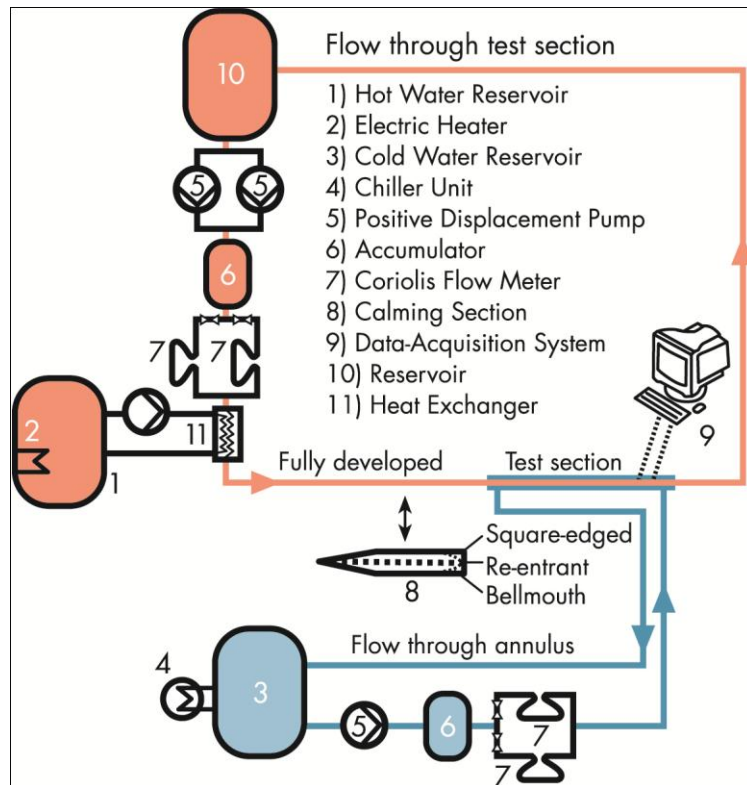 10
Flow through test section
1) Hot Water Reservoir
2) Electric Heater
3) Cold Water Reservoir
4) Chiller Unit
5) Positive Displacement Pump
6) Accumulator
7) Coriolis Flow Meter
8) Calming Section
9) Data-Acquisition System
10) Reservoir
11) Heat Exchanger
5 5
6
7 7
2
11
1
9
Fully developed
Test section
Square-edged
Re-entrant
Bellmouth
8
Flow through annulus
4
3
5
6
7
7